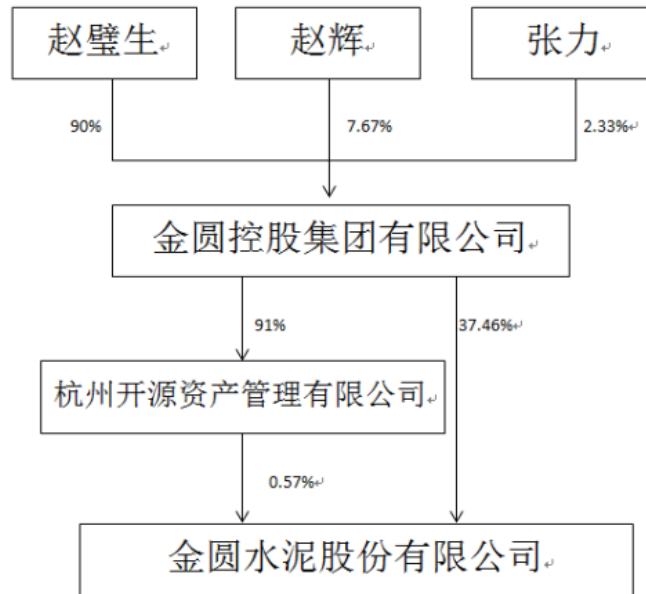 赵璧生
赵辉
张力
90%
7.67%
2.33%
金圆控股集团有限公司
91%
37.46%
杭州开源资产管理有限公司
0.57%
金圆水泥股份有限公司